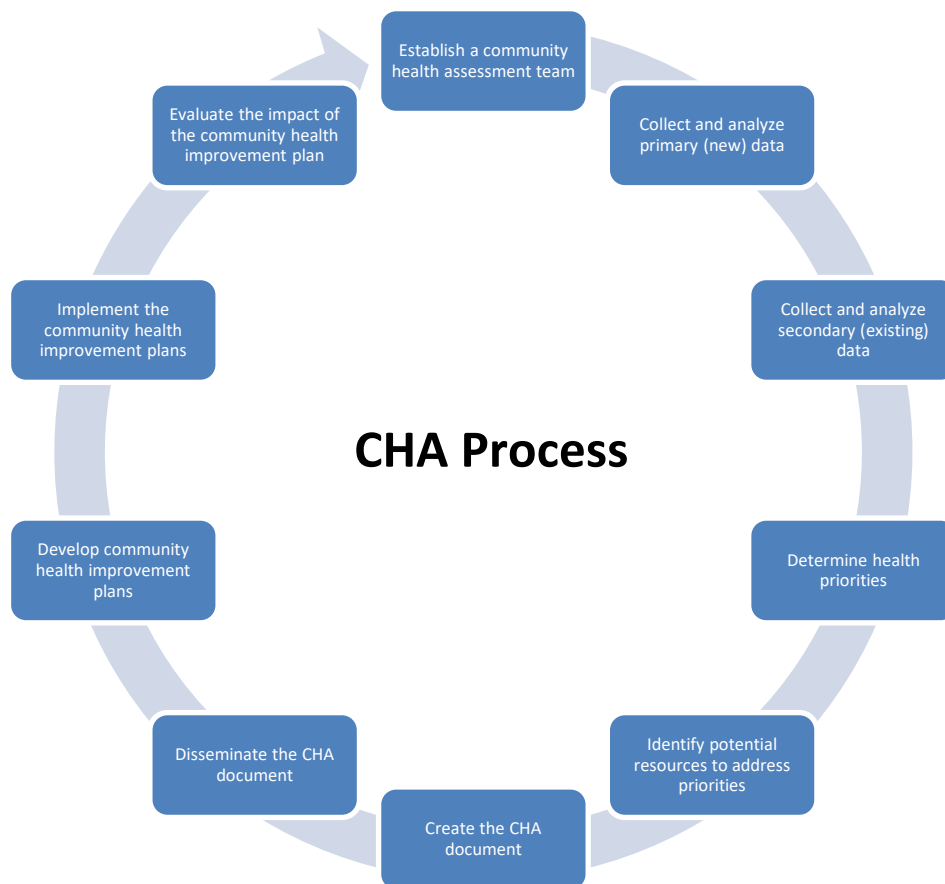 Establish a community
health assessment team
Collect and analyze
primary (new) data
Collect and analyze
secondary (existing)
data
Determine health
priorities
Identify potential
resources to address
priorities
Create the CHA
document
Disseminate the CHA
document
Develop community
health improvement
plans
Implement the
community health
improvement plans
Evaluate the impact of
the community health
improvement plan
CHA Process